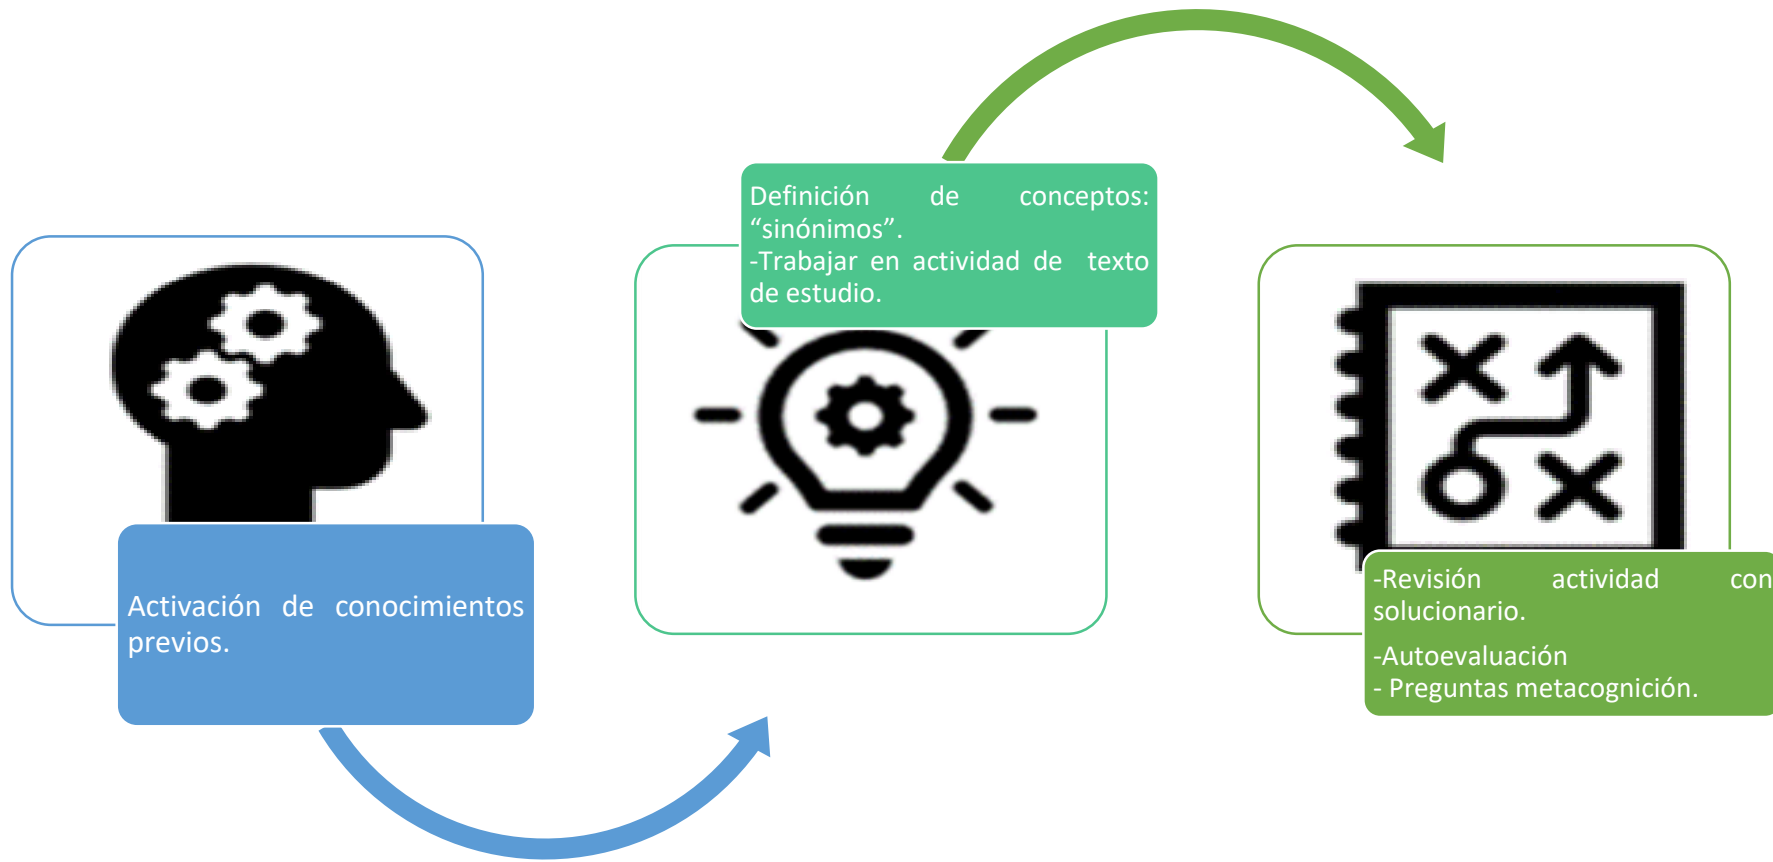 Activación de conocimientos
previos.
Definición de conceptos:
“sinónimos”.
-Trabajar en actividad de texto
de estudio.
-Revisión actividad con
solucionario.
-Autoevaluación
- Preguntas metacognición.